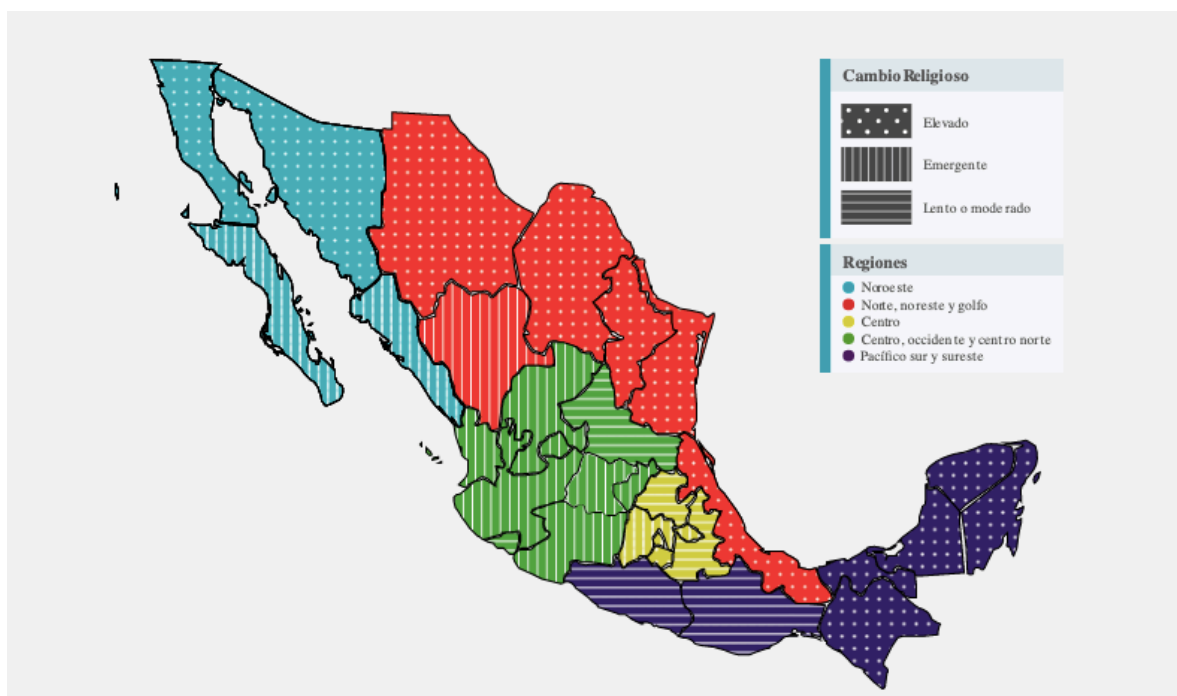 Cambio Religioso
Elevado
Emergente
Lento o moderado
Regiones
Noroeste
Norte, noreste y golfo
Centro
Centro, occidente y centro norte
Pacífico sur y sureste